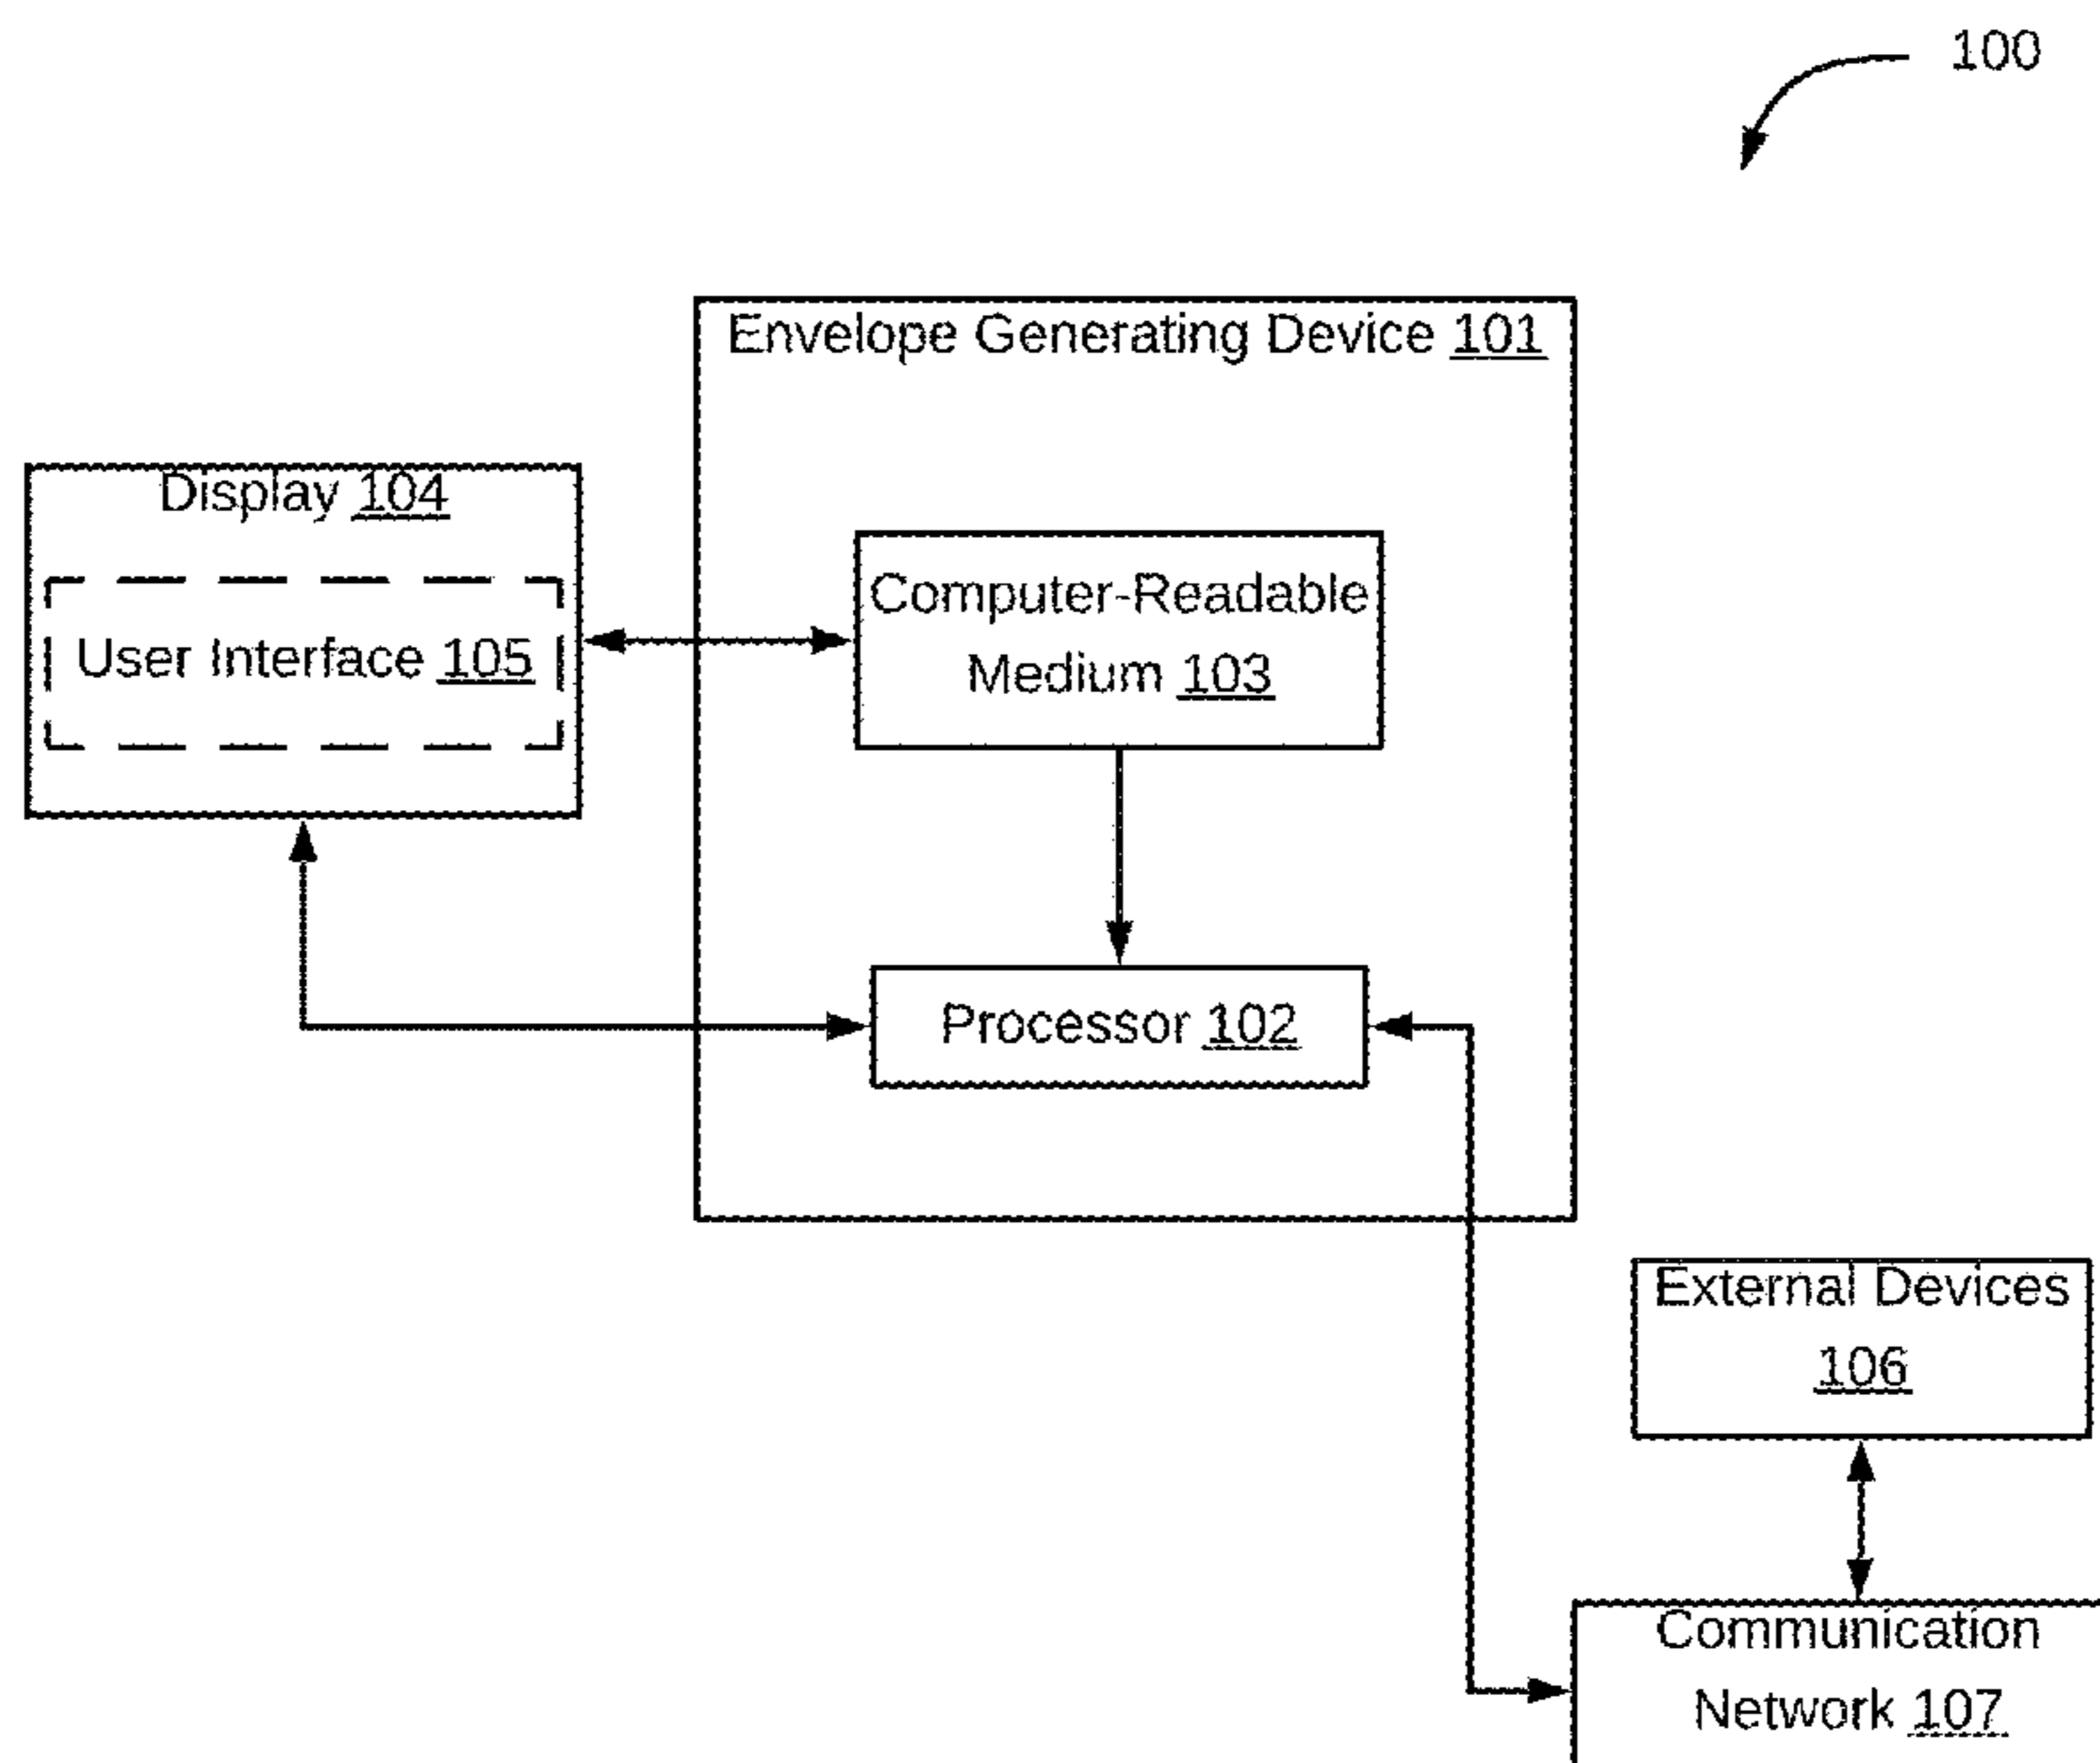 100
Envelope Generating Device 101
Display 104
User Interface 105
Computer-Readable
Medium 103
Processor 102
External Devices
106
Communication
Network 107